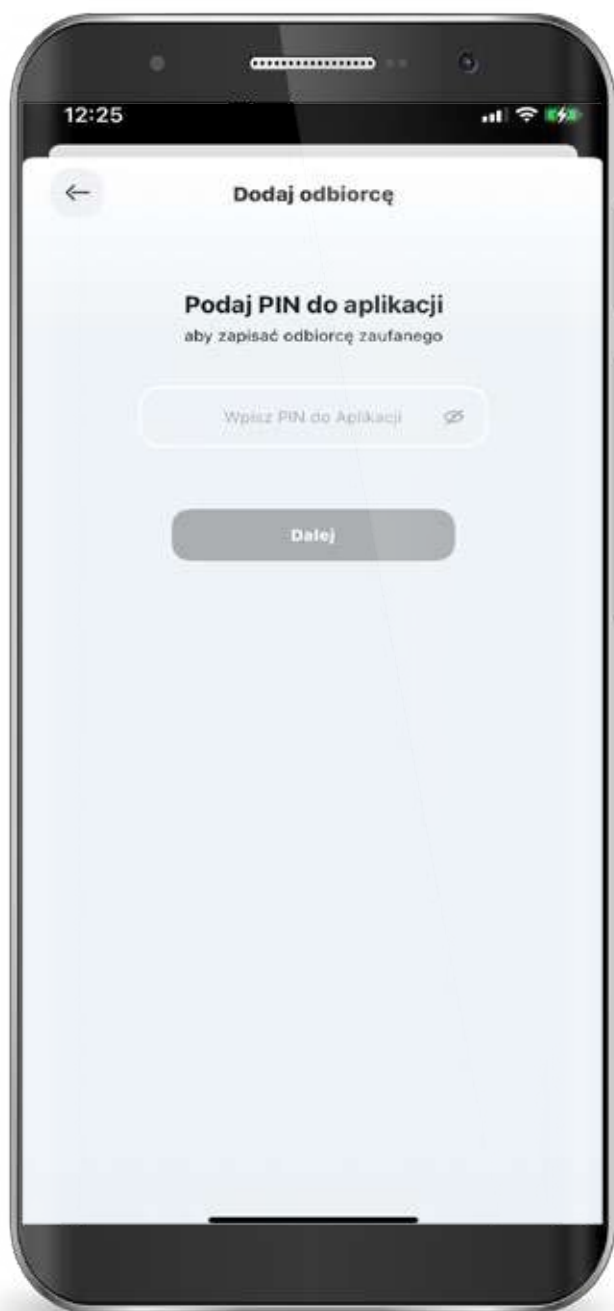 12:25
Dodaj odbiorcę
Podaj PIN do aplikacji
aby zapisać odbiorcę zaufanego
Wpisz PIN do Aplikacji
Dalej